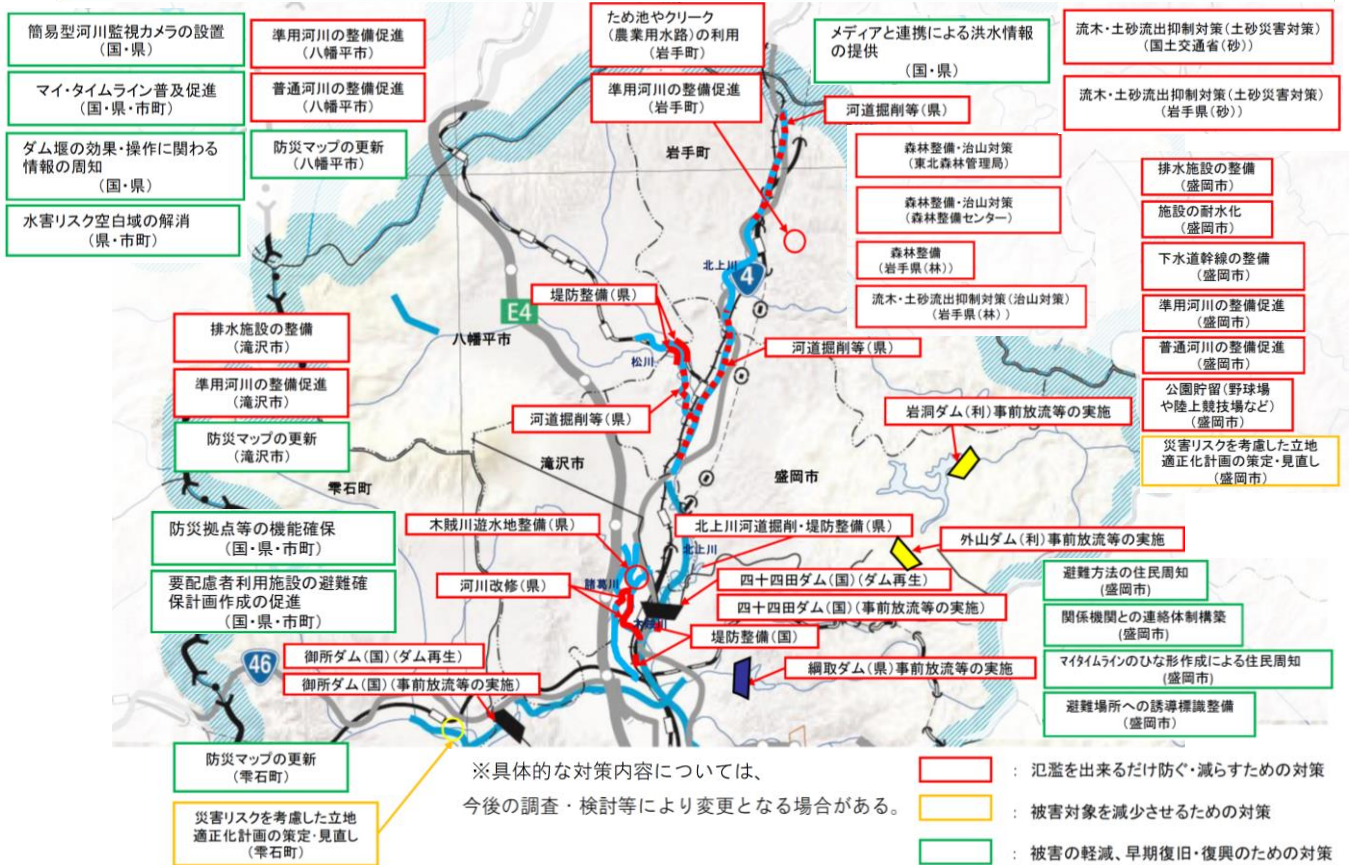 簡易型河川監視カメラの設置
(国・県)
マイ・タイムライン普及促進
(国・県・市町)
ダム堰の効果・操作に関わる
情報の周知
(国・県)
水害リスク空白域の解消
(県・市町)
準用河川の整備促進
(八幡平市)
普通河川の整備促進
(八幡平市)
防災マップの更新
(八幡平市)
ため池やクリーク
(農業用水路)の利用
(岩手町)
準用河川の整備促進
(岩手町)
メディアと連携による洪水情報
の提供
(国・県)
流木・土砂流出抑制対策(土砂災害対策)
(国土交通省(砂))
流木・土砂流出抑制対策(土砂災害対策)
(岩手県(砂))
河道掘削等(県)
岩手町
森林整備・治山対策
(東北森林管理局)
森林整備・治山対策
(森林整備センター)
森林整備
(岩手県(林))
流木・土砂流出抑制対策(治山対策)
(岩手県(林))
排水施設の整備
(盛岡市)
施設の耐水化
(盛岡市)
下水道幹線の整備
(盛岡市)
準用河川の整備促進
(盛岡市)
普通河川の整備促進
(盛岡市)
公園貯留(野球場
や陸上競技場など)
(盛岡市)
災害リスクを考慮した立地
適正化計画の策定・見直し
(盛岡市)
北上川
4
E4
堤防整備(県)
八幡平市
松川
河道掘削等(県)
河道掘削等(県)
排水施設の整備
(滝沢市)
準用河川の整備促進
(滝沢市)
防災マップの更新
(滝沢市)
岩洞ダム(利)事前放流等の実施
滝沢市
盛岡市
雫石町
防災拠点等の機能確保
(国・県・市町)
要配慮者利用施設の避難確
保計画作成の促進
(国・県・市町)
木賊川遊水地整備(県)
北上川河道掘削・堤防整備(県)
北上川
外山ダム(利)事前放流等の実施
諸葛川
河川改修(県)
四十四田ダム(国)(ダム再生)
四十四田ダム(国)(事前放流等の実施)
木賊川
堤防整備(国)
避難方法の住民周知
(盛岡市)
関係機関との連絡体制構築
(盛岡市)
マイタイムラインのひな形作成による住民周知
(盛岡市)
避難場所への誘導標識整備
(盛岡市)
46
御所ダム(国)(ダム再生)
御所ダム(国)(事前放流等の実施)
綱取ダム(県)事前放流等の実施
防災マップの更新
(雫石町)
災害リスクを考慮した立地
適正化計画の策定・見直し
(雫石町)
※具体的な対策内容については、
今後の調査・検討等により変更となる場合がある。
: 氾濫を出来るだけ防ぐ・減らすための対策
: 被害対象を減少させるための対策
: 被害の軽減、早期復旧・復興のための対策